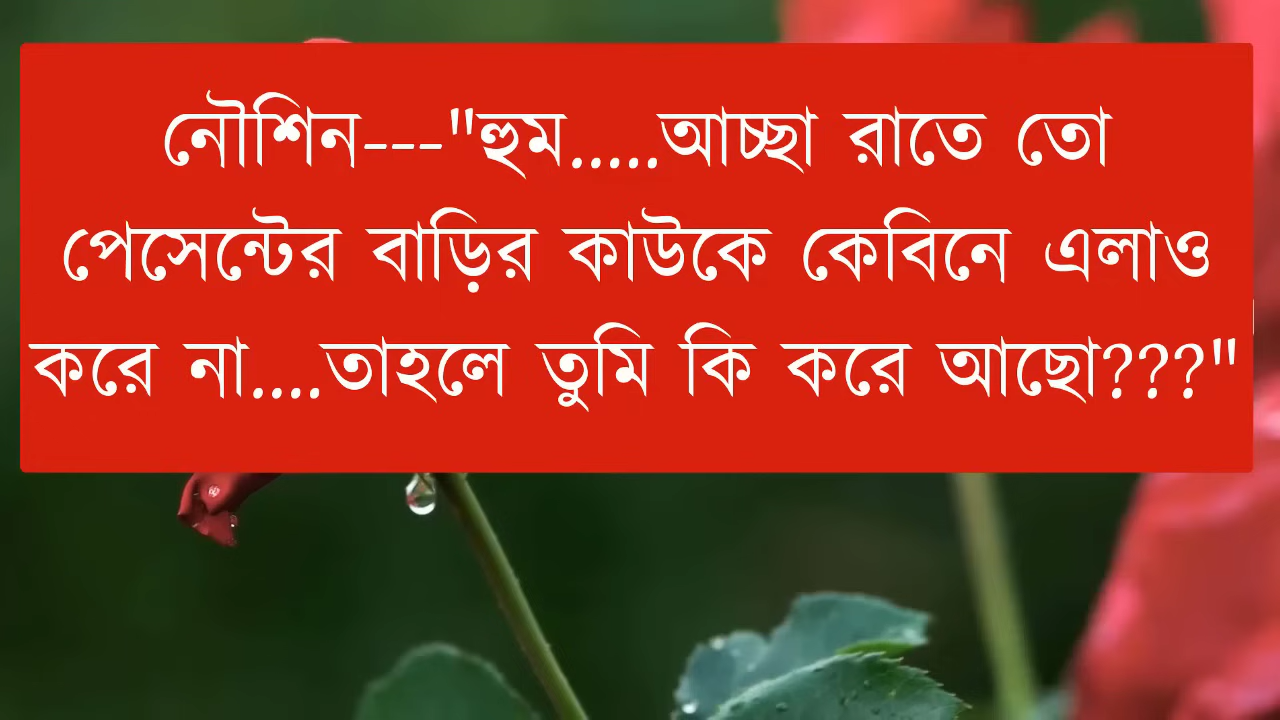 নৌশিন---"হুম.....আচ্ছা রাতে তো
পেসেন্টের বাড়ির কাউকে কেবিনে এলাও
করে না....তাহলে তুমি কি করে আছো???"